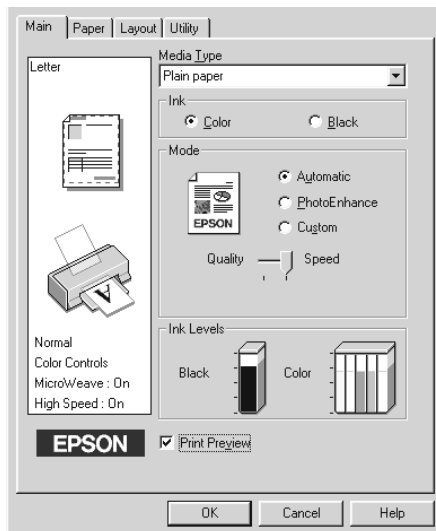 Main Paper Layout Utility
Letter
Media Type
Plain paper
Ink
Color Black
Mode
EPSON
Automatic
PhotoEnhance
Custom
Quality Speed
A
Normal
Color Controls
MicroWeave : On
High Speed : On
Ink Levels
Black Color
EPSON
Print Preview
OK Cancel Help